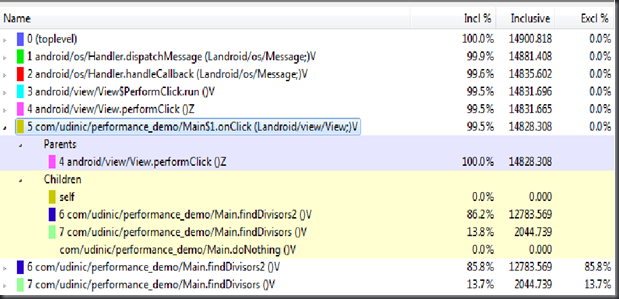 Name Incl % Inclusive Excl %
0 (toplevel) 100.0% 14900.818 0.0%
1 android/os/Handler.dispatchMessage (Landroid/os/Message;)V 99.9% 14881.408 0.0%
2 android/os/Handler.handleCallback (Landroid/os/Message;)V 99.6% 14835.602 0.0%
3 android/view/View$PerformClick.run ()V 99.5% 14831.696 0.0%
4 android/view/View.performClick ()Z 99.5% 14831.665 0.0%
5 com/udinic/performance_demo/Main$1.onClick (Landroid/view/View;)V 99.5% 14828.308 0.0%
Parents
4 android/view/View.performClick ()Z 100.0% 14828.308
Children
self 0.0% 0.000
6 com/udinic/performance_demo/Main.findDivisors2 ()V 86.2% 12783.569
7 com/udinic/performance_demo/Main.findDivisors ()V 13.8% 2044.739
com/udinic/performance_demo/Main.doNothing ()V 0.0% 0.000
6 com/udinic/performance_demo/Main.findDivisors2 ()V 85.8% 12783.569 85.8%
7 com/udinic/performance_demo/Main.findDivisors ()V 13.7% 2044.739 13.7%